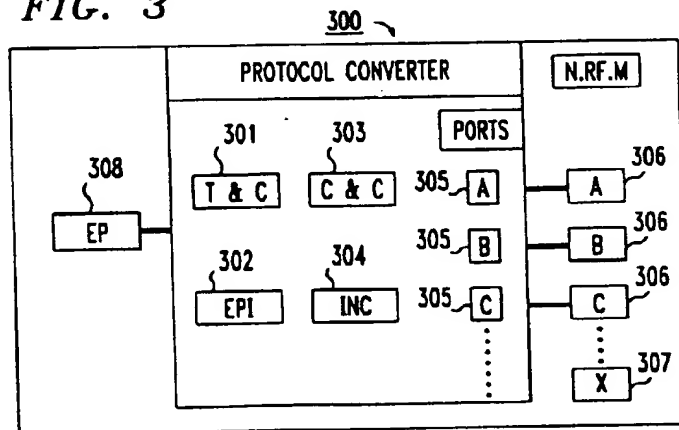 FIG. 3
300
PROTOCOL CONVERTER
N.RF.M
PORTS
301
303
308
T & C
C & C
305
A
A
306
EP
305
B
B
306
302
304
EPI
INC
305
C
C
306
X
307